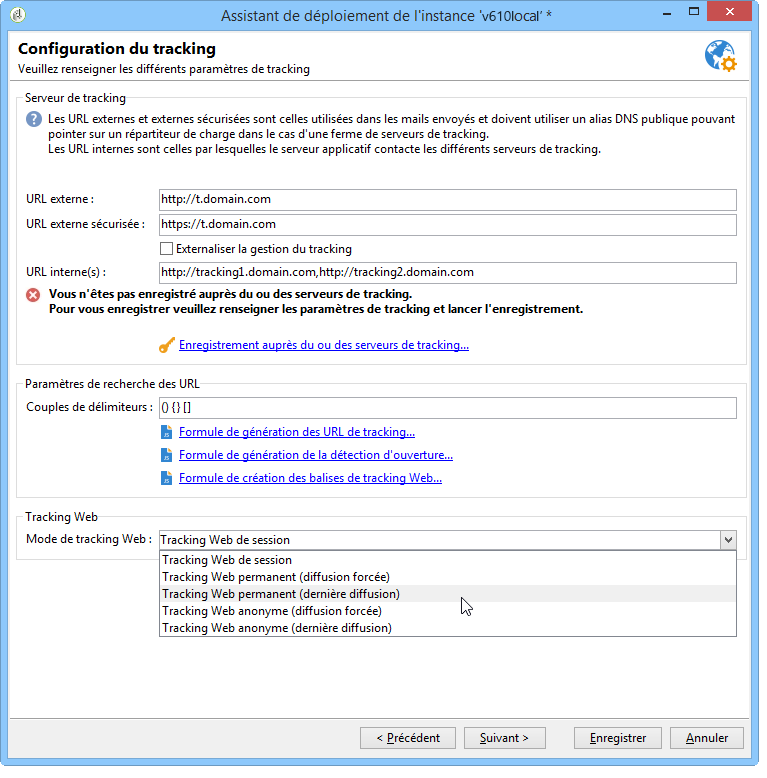 Assistant de déploiement de l'instance 'v610local' *
Configuration du tracking
Veuillez renseigner les différents paramètres de tracking
Serveur de tracking
Les URL externes et externes sécurisées sont celles utilisées dans les mails envoyés et doivent utiliser un alias DNS publique pouvant
pointer sur un répartiteur de charge dans le cas d'une ferme de serveurs de tracking.
Les URL internes sont celles par lesquelles le serveur applicatif contacte les différents serveurs de tracking.
URL externe : http://t.domain.com
URL externe sécurisée : https://t.domain.com
Externaliser la gestion du tracking
URL interne(s) : http://tracking1.domain.com,http://tracking2.domain.com
Vous n'êtes pas enregistré auprès du ou des serveurs de tracking.
Pour vous enregistrer veuillez renseigner les paramètres de tracking et lancer l'enregistrement.
Enregistrement auprès du ou des serveurs de tracking...
Paramètres de recherche des URL
Couples de délimiteurs : () {} []
Formule de génération des URL de tracking...
Formule de génération de la détection d'ouverture...
Formule de création des balises de tracking Web...
Tracking Web
Mode de tracking Web : Tracking Web de session
Tracking Web de session
Tracking Web permanent (diffusion forcée)
Tracking Web permanent (dernière diffusion)
Tracking Web anonyme (diffusion forcée)
Tracking Web anonyme (dernière diffusion)
< Précédent Suivant > Enregistrer Annuler